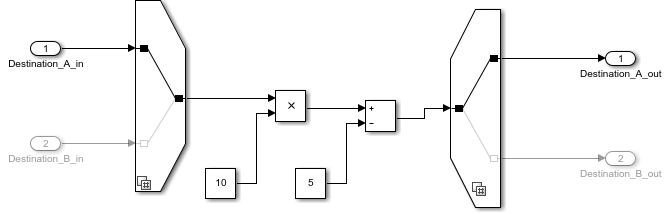 1
Destination_A_in
2
Destination_B_in
×
10
+
−
5
1
Destination_A_out
2
Destination_B_out